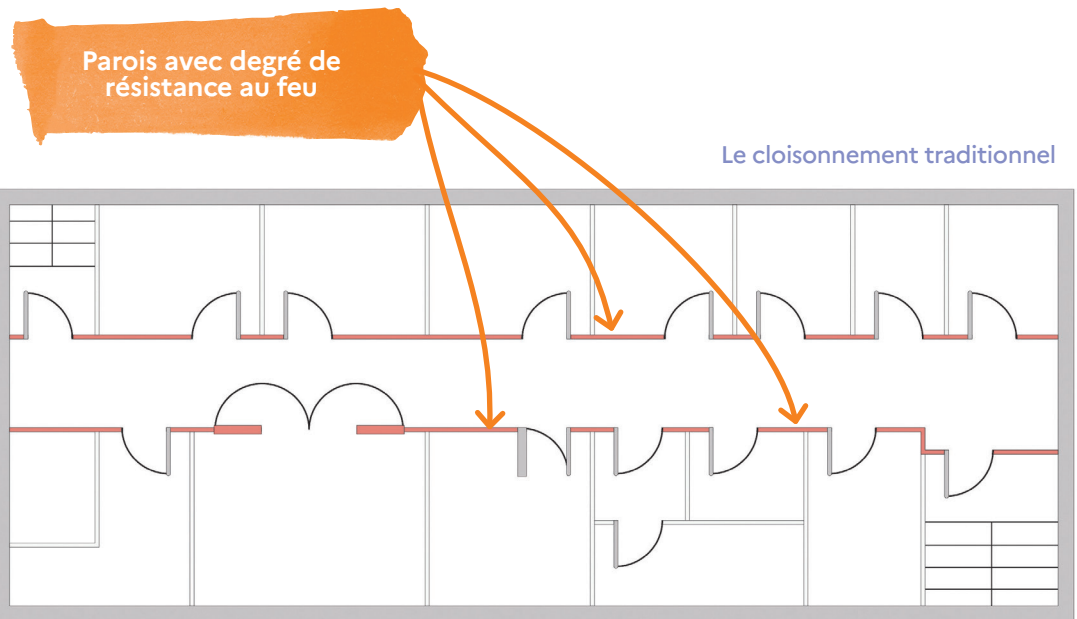 Parois avec degré de
résistance au feu
Le cloisonnement traditionnel